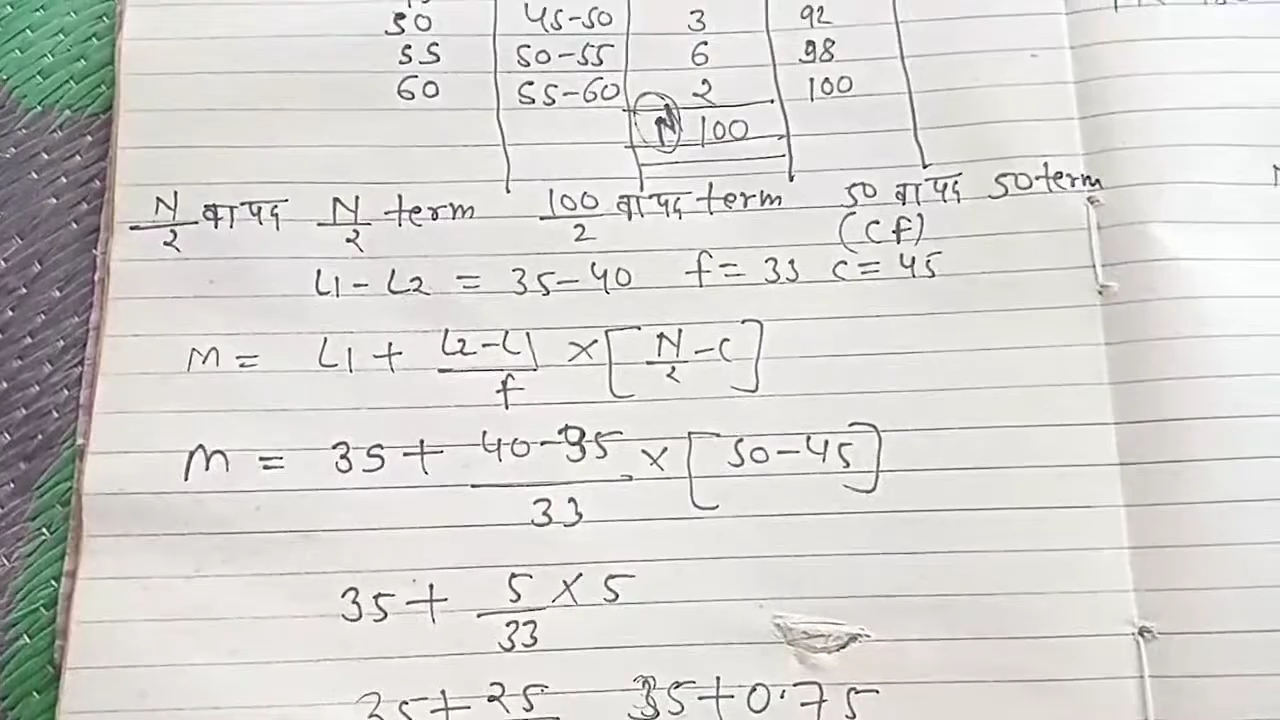 50 45-50 3 92
55 50-55 6 98
60 55-60 2 100
N 100
N/2 वा पद N/2 term 100/2 वा पद term 50 वा पद 50 term
(cf)
L1-L2 = 35-40 f = 33 c = 45
M = L1 + L2-L1/f × [N/2 - C]
M = 35 + 40-35/33 × [50-45]
35 + 5/33 × 5
35 + 25 35 + 0.75